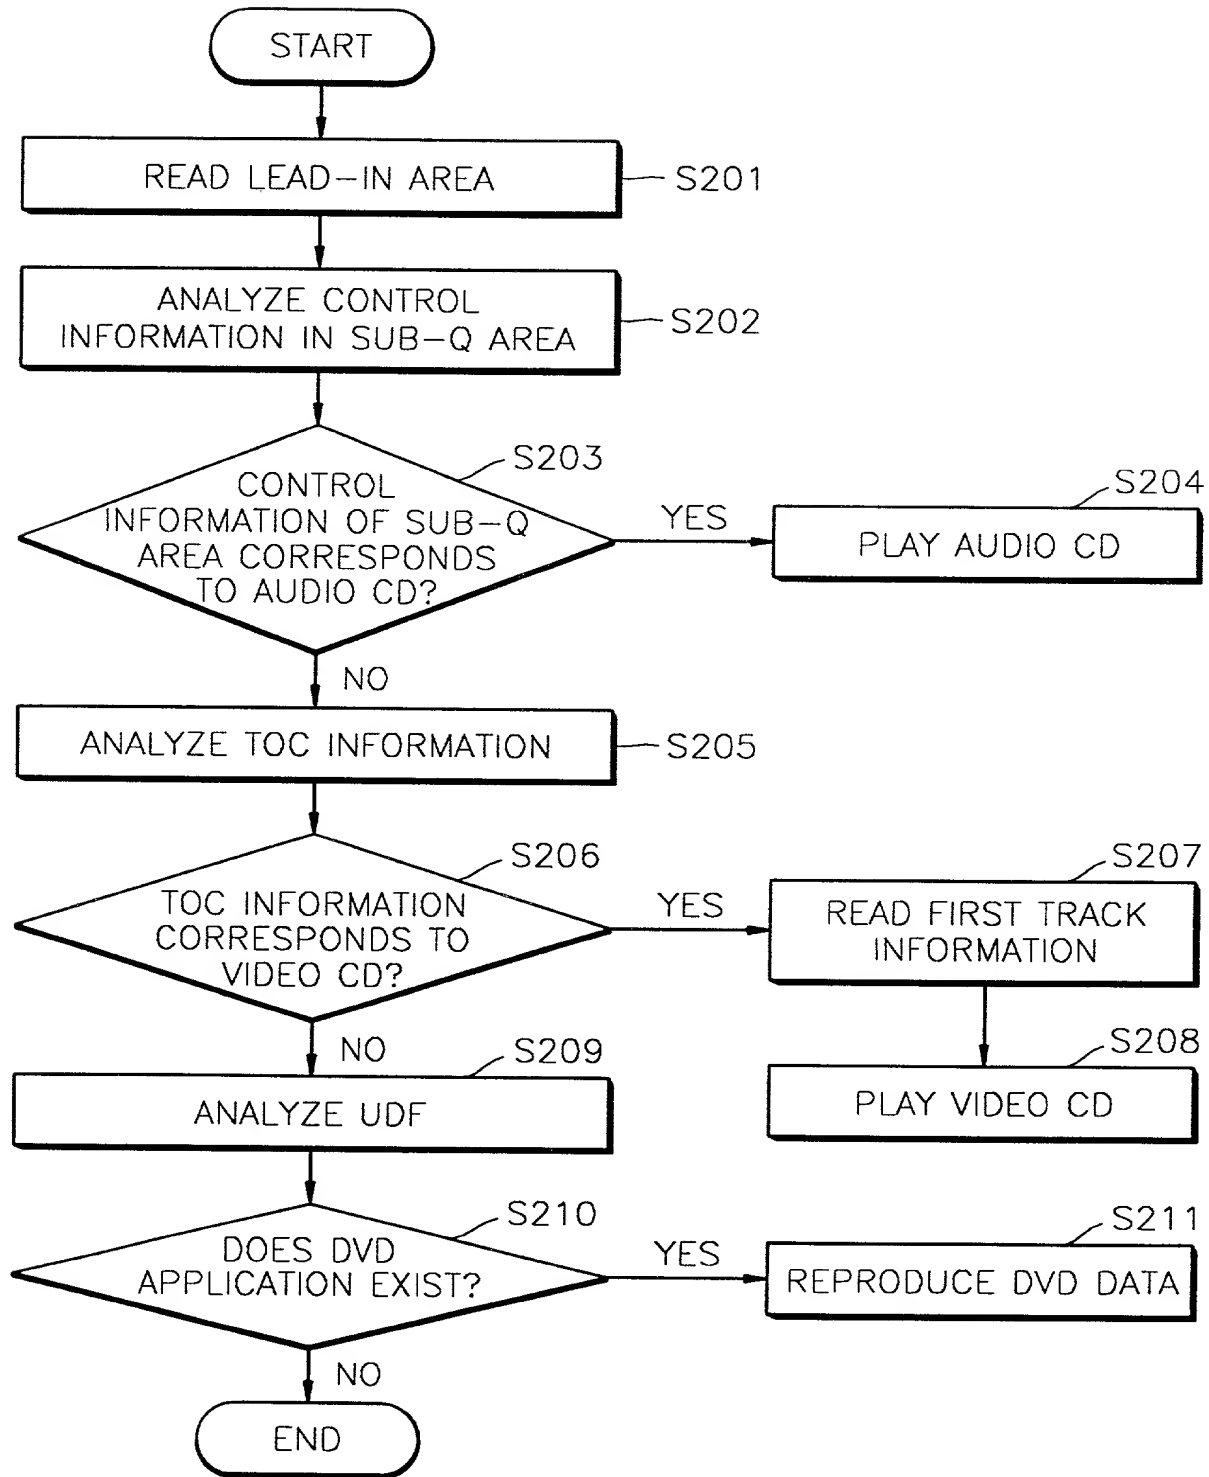 START
READ LEAD-IN AREA
S201
ANALYZE CONTROL
INFORMATION IN SUB-Q AREA
S202
S203
CONTROL
INFORMATION OF SUB-Q
AREA CORRESPONDS
TO AUDIO CD?
YES
S204
PLAY AUDIO CD
NO
ANALYZE TOC INFORMATION
S205
S206
TOC INFORMATION
CORRESPONDS TO
VIDEO CD?
YES
S207
READ FIRST TRACK
INFORMATION
S208
PLAY VIDEO CD
NO
S209
ANALYZE UDF
S210
DOES DVD
APPLICATION EXIST?
YES
S211
REPRODUCE DVD DATA
NO
END